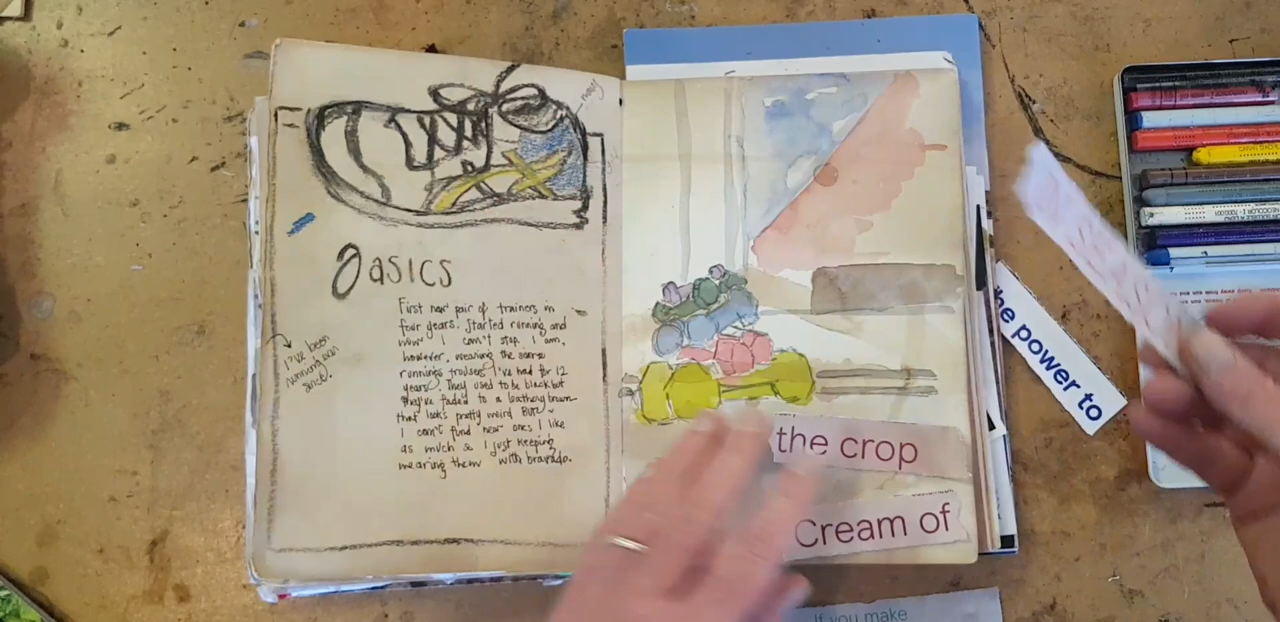 navy
Oasics
First new pair of trainers in
four years. Started running and
now I can't stop. I am,
however, wearing the same
runnings trousers I've had for 12
years. They used to be black but
they've faded to a leathery brown
that looks pretty weird. BUT
I can't find new ones I like
as much so I just keeping
wearing them with bravado.
I've been
running
since.
the crop
Cream of
the power to
If you make